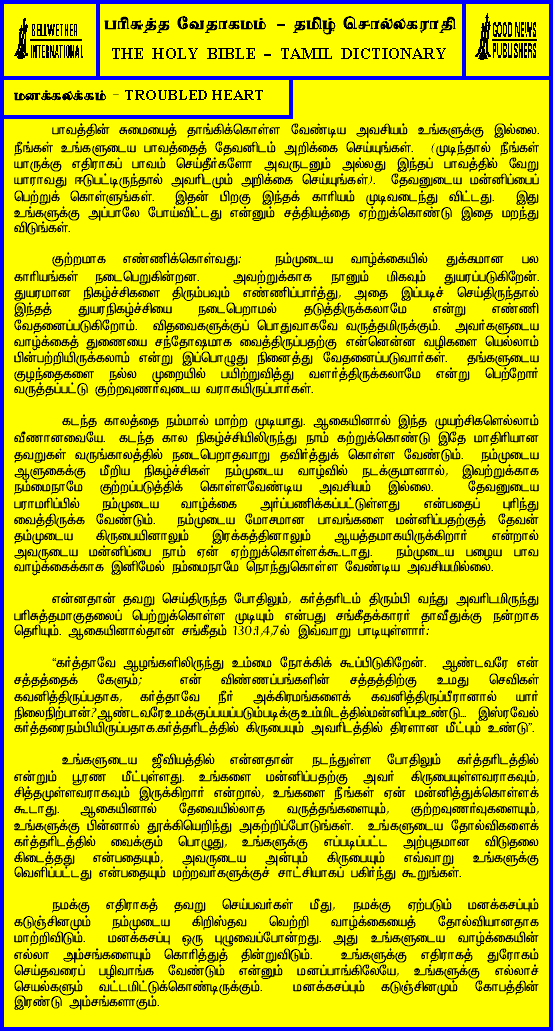 BELLWETHER
INTERNATIONAL
பரிசுத்த வேதாகமம் – தமிழ் சொல்லகராதி
THE HOLY BIBLE – TAMIL DICTIONARY
GOOD NEWS
PUBLISHERS
மனக்கலக்கம் – TROUBLED HEART
பாவத்தின் சுமையைத் தாங்கிக்கொள்ள வேண்டிய அவசியம் உங்களுக்கு இல்லை.
நீங்கள் உங்களுடைய பாவத்தைத் தேவனிடம் அறிக்கை செய்யுங்கள். (முடிந்தால் நீங்கள்
யாருக்கு எதிராகப் பாவம் செய்தீர்களோ அவருடனும் அல்லது இந்தப் பாவத்தில் வேறு
யாராவது ஈடுபட்டிருந்தால் அவரிடமும் அறிக்கை செய்யுங்கள்). தேவனுடைய மன்னிப்பைப்
பெற்றுக் கொள்ளுங்கள். இதன் பிறகு இந்தக் காரியம் முடிவடைந்து விட்டது. இது
உங்களுக்கு அப்பாலே போய்விட்டது என்னும் சத்தியத்தை ஏற்றுக்கொண்டு இதை மறந்து
விடுங்கள்.
குற்றமாக எண்ணிக்கொள்வது: நம்முடைய வாழ்க்கையில் துக்கமான பல
காரியங்கள் நடைபெறுகின்றன. அவற்றுக்காக நானும் மிகவும் துயரப்படுகிறேன்.
துயரமான நிகழ்ச்சிகளை திரும்பவும் எண்ணிப்பார்த்து, அதை இப்படிச் செய்திருந்தால்
இந்தத் துயரநிகழ்ச்சியை நடைபெறாமல் தடுத்திருக்கலாமே என்று எண்ணி
வேதனைப்படுகிறோம். விதவைகளுக்குப் பொதுவாகவே வருத்தமிருக்கும். அவர்களுடைய
வாழ்க்கைத் துணையை சந்தோஷமாக வைத்திருப்பதற்கு என்னென்ன வழிகளை யெல்லாம்
பின்பற்றியிருக்கலாம் என்று இப்பொழுது நினைத்து வேதனைப்படுவார்கள். தங்களுடைய
குழந்தைகளை நல்ல முறையில் பயிற்றுவித்து வளர்த்திருக்கலாமே என்று பெற்றோர்
வருத்தப்பட்டு குற்றவுணர்வுடைய வராகயிருப்பார்கள்.
கடந்த காலத்தை நம்மால் மாற்ற முடியாது. ஆகையினால் இந்த முயற்சிகளெல்லாம்
வீணானவையே. கடந்த கால நிகழ்ச்சியிலிருந்து நாம் கற்றுக்கொண்டு இதே மாதிரியான
தவறுகள் வருங்காலத்தில் நடைபெறாதவாறு தவிர்த்துக் கொள்ள வேண்டும். நம்முடைய
ஆளுகைக்கு மீறிய நிகழ்ச்சிகள் நம்முடைய வாழ்வில் நடக்குமானால், இவற்றுக்காக
நம்மைநாமே குற்றப்படுத்திக் கொள்ளவேண்டிய அவசியம் இல்லை. தேவனுடைய
பராமரிப்பில் நம்முடைய வாழ்க்கை அர்ப்பணிக்கப்பட்டுள்ளது என்பதைப் புரிந்து
வைத்திருக்க வேண்டும். நம்முடைய மோசமான பாவங்களை மன்னிப்பதற்குத் தேவன்
தம்முடைய கிருபையினாலும் இரக்கத்தினாலும் ஆயத்தமாகயிருக்கிறார் என்றால்
அவருடைய மன்னிப்பை நாம் ஏன் ஏற்றுக்கொள்ளக்கூடாது. நம்முடைய பழைய பாவ
வாழ்க்கைக்காக இனிமேல் நம்மைநாமே நொந்துகொள்ள வேண்டிய அவசியமில்லை.
என்னதான் தவறு செய்திருந்த போதிலும், கர்த்தரிடம் திரும்பி வந்து அவரிடமிருந்து
பரிசுத்தமாகுதலைப் பெற்றுக்கொள்ள முடியும் என்பது சங்கீதக்காரர் தாவீதுக்கு நன்றாக
தெரியும். ஆகையினால்தான் சங்கீதம் 130:1,4,7ல் இவ்வாறு பாடியுள்ளார்:
“கர்த்தாவே ஆழங்களிலிருந்து உம்மை நோக்கிக் கூப்பிடுகிறேன். ஆண்டவரே என்
சத்தத்தைக் கேளும்; என் விண்ணப்பங்களின் சத்தத்திற்கு உமது செவிகள்
கவனித்திருப்பதாக, கர்த்தாவே நீர் அக்கிரமங்களைக் கவனித்திருப்பீரானால் யார்
நிலைநிற்பான்? ஆண்டவரே உமக்குப்பயப்படும்படிக்கு உம்மிடத்தில்மன்னிப்புஉண்டு... இஸ்ரவேல்
கர்த்தரைநம்பியிருப்பதாக.கர்த்தரிடத்தில் கிருபையும் அவரிடத்தில் திரளான மீட்பும் உண்டு”.
உங்களுடைய ஜீவியத்தில் என்னதான் நடந்துள்ள போதிலும் கர்த்தரிடத்தில்
என்றும் பூரண மீட்புள்ளது. உங்களை மன்னிப்பதற்கு அவர் கிருபையுள்ளவராகவும்,
சித்தமுள்ளவராகவும் இருக்கிறார் என்றால், உங்களை நீங்கள் ஏன் மன்னித்துக்கொள்ளக்
கூடாது. ஆகையினால் தேவையில்லாத வருத்தங்களையும், குற்றவுணர்வுகளையும்,
உங்களுக்கு பின்னால் தூக்கியெறிந்து அகற்றிப்போடுங்கள். உங்களுடைய தோல்விகளைக்
கர்த்தரிடத்தில் வைக்கும் பொழுது, உங்களுக்கு எப்படிப்பட்ட அற்புதமான விடுதலை
கிடைத்தது என்பதையும், அவருடைய அன்பும் கிருபையும் எவ்வாறு உங்களுக்கு
வெளிப்பட்டது என்பதையும் மற்றவர்களுக்குச் சாட்சியாகப் பகிர்ந்து கூறுங்கள்.
நமக்கு எதிராகத் தவறு செய்பவர்கள் மீது, நமக்கு ஏற்படும் மனக்கசப்பும்
கடுஞ்சினமும் நம்முடைய கிறிஸ்தவ வெற்றி வாழ்க்கையைத் தோல்வியானதாக
மாற்றிவிடும். மனக்கசப்பு ஒரு புழுவைப்போன்றது. அது உங்களுடைய வாழ்க்கையின்
எல்லா அம்சங்களையும் கொரித்துத் தின்றுவிடும். உங்களுக்கு எதிராகத் துரோகம்
செய்தவரைப் பழிவாங்க வேண்டும் என்னும் மனப்பாங்கிலேயே, உங்களுக்கு எல்லாச்
செயல்களும் வட்டமிட்டுக்கொண்டிருக்கும். மனக்கசப்பும் கடுஞ்சினமும் கோபத்தின்
இரண்டு அம்சங்களாகும்.